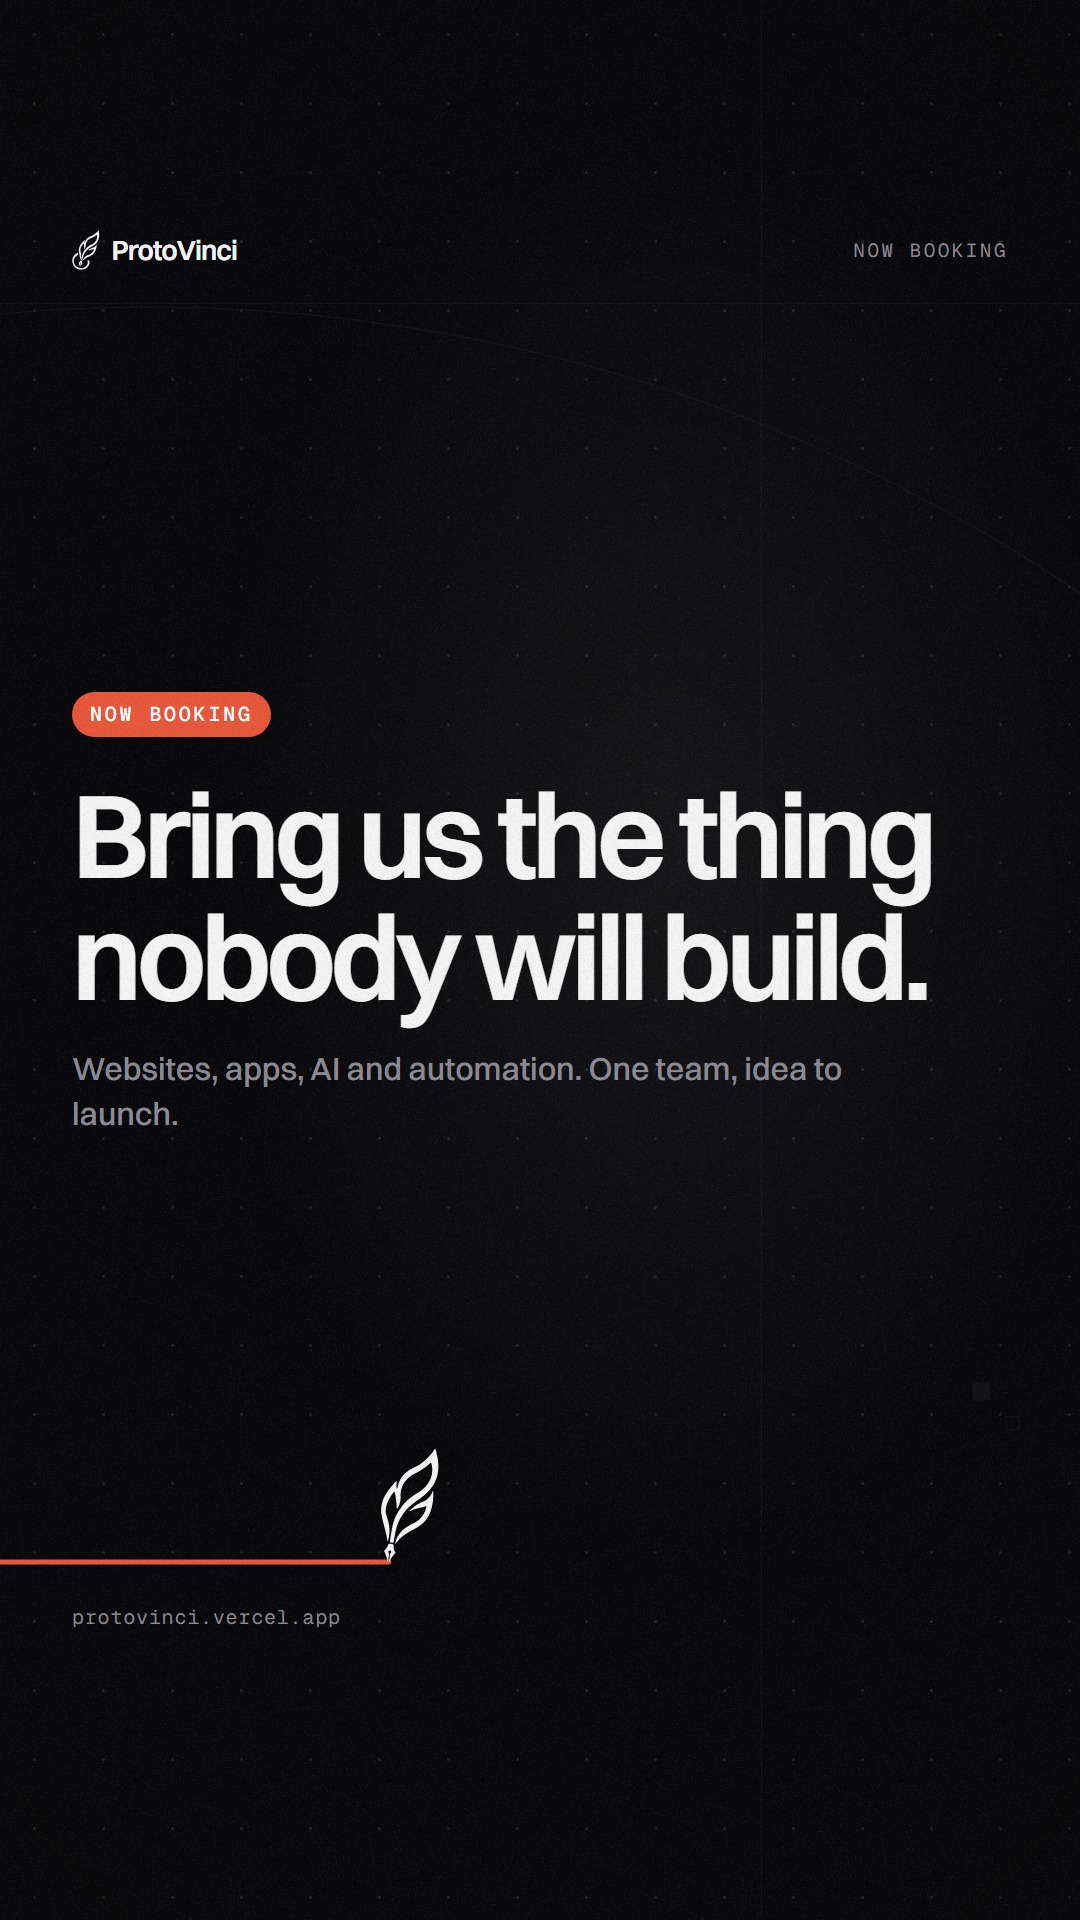 ProtoVinci
NOW BOOKING
NOW BOOKING
Bring us the thing
nobody will build.
Websites, apps, AI and automation. One team, idea to
launch.
protovinci.vercel.app